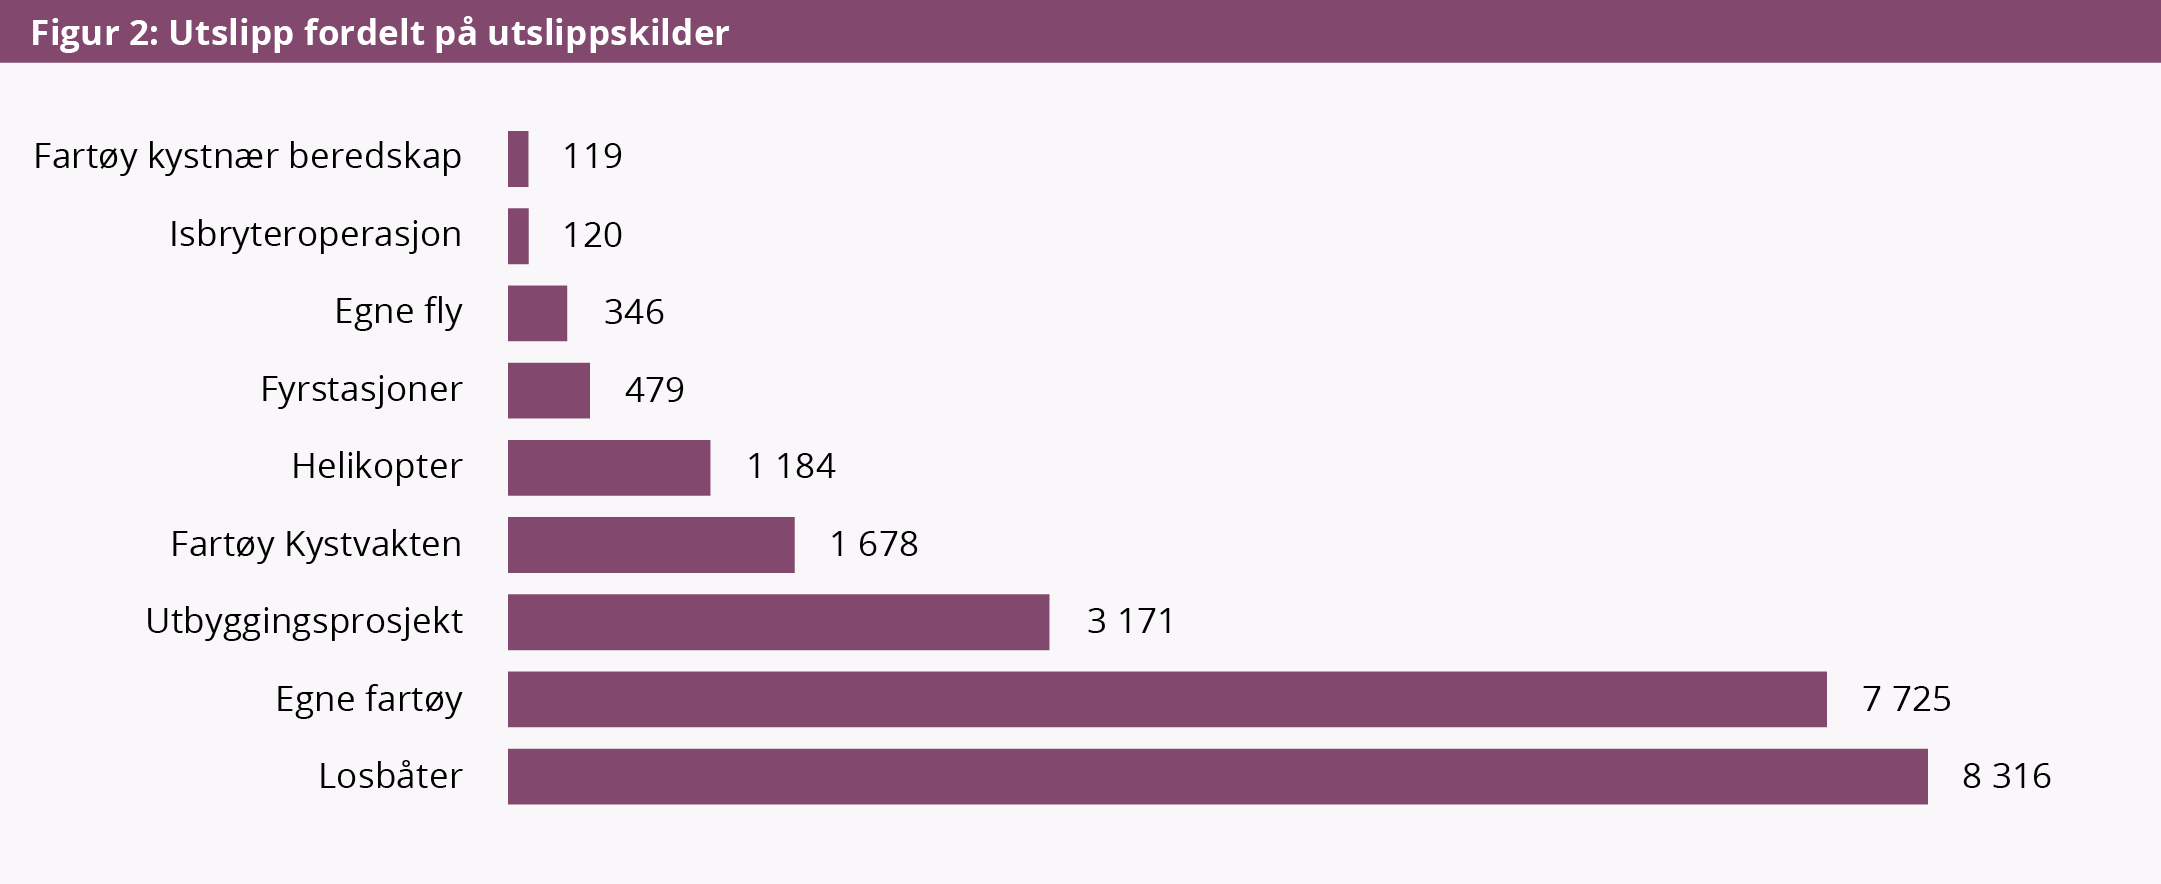 Figur 2: Utslipp fordelt på utslippskilder
Fartøy kystnær beredskap 119
Isbryteroperasjon 120
Egne fly 346
Fyrstasjoner 479
Helikopter 1 184
Fartøy Kystvakten 1 678
Utbyggingsprosjekt 3 171
Egne fartøy 7 725
Losbåter 8 316